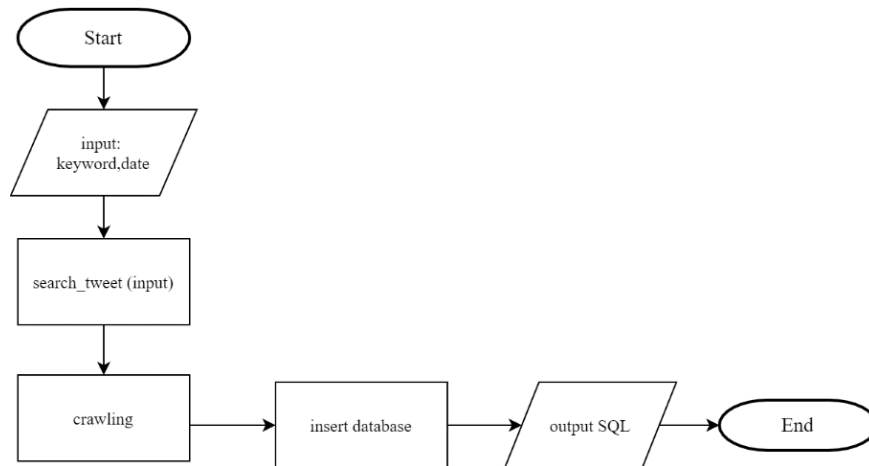 Start
input:
keyword,date
search_tweet (input)
crawling
insert database
output SQL
End